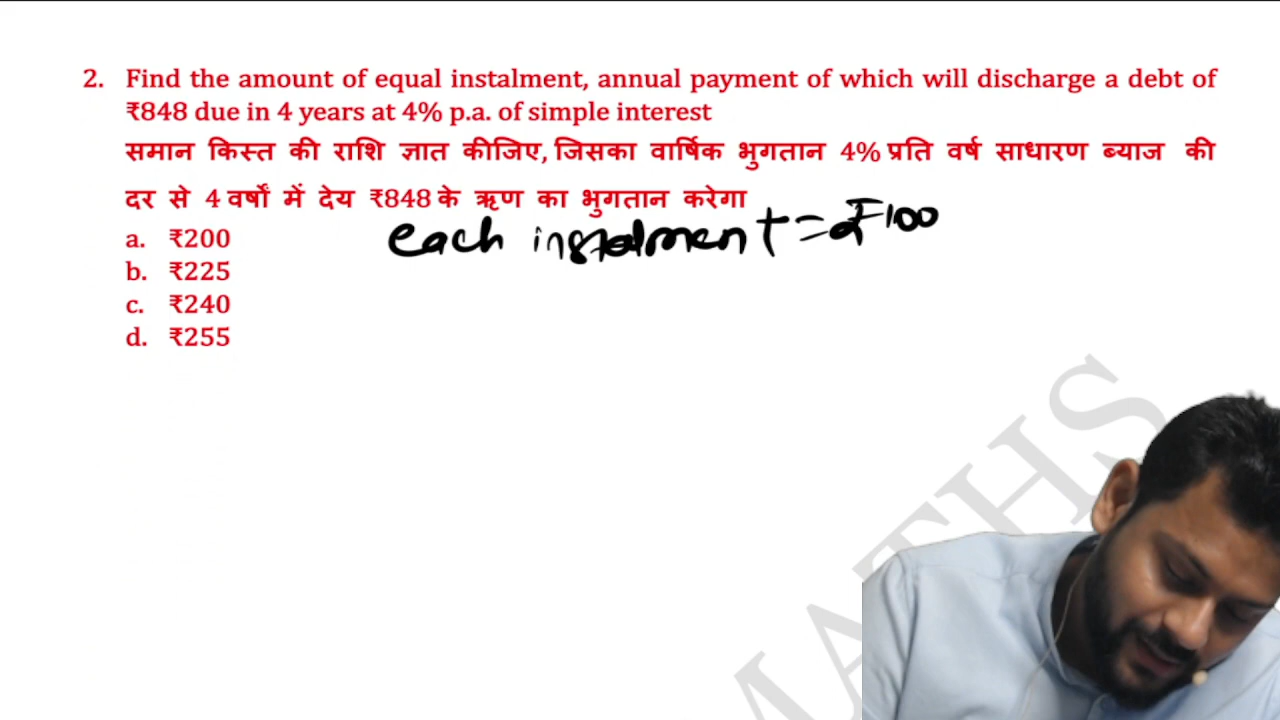 2. Find the amount of equal instalment, annual payment of which will discharge a debt of
₹848 due in 4 years at 4% p.a. of simple interest
समान किस्त की राशि ज्ञात कीजिए, जिसका वार्षिक भुगतान 4% प्रति वर्ष साधारण ब्याज की
दर से 4 वर्षों में देय ₹848 के ऋण का भुगतान करेगा
each instalment = ₹100
a. ₹200
b. ₹225
c. ₹240
d. ₹255
MATHS